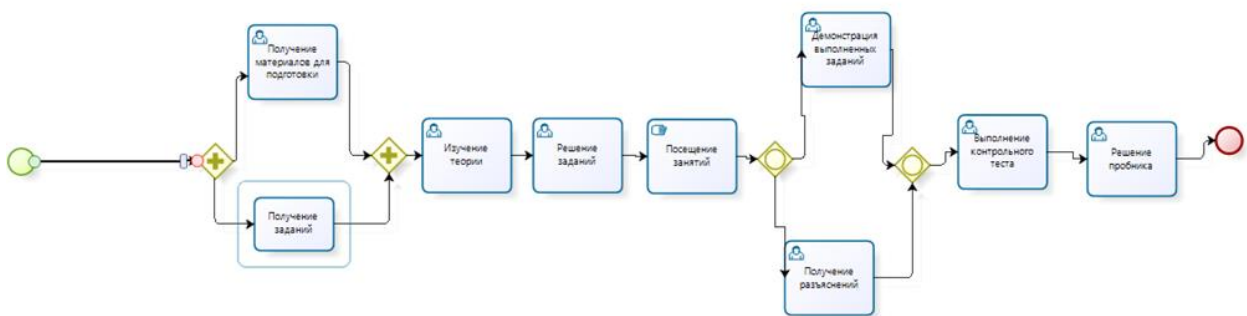 Получение
материалов для
подготовки
Получение
заданий
Изучение
теории
Решение
заданий
Посещение
занятий
Демонстрация
выполненных
заданий
Получение
разъяснений
Выполнение
контрольного
теста
Решение
пробника